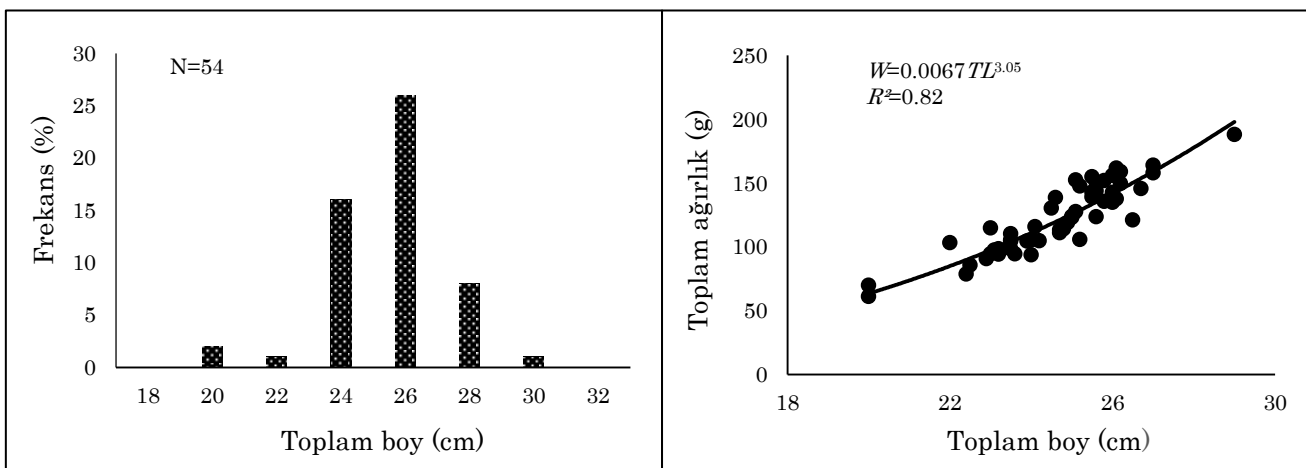 30
25
20
15
10
5
0
Frekans (%)
N=54
18 20 22 24 26 28 30 32
Toplam boy (cm)
250
200
150
100
50
0
Toplam ağırlık (g)
W=0.0067TL^3.05
R²=0.82
18 22 26 30
Toplam boy (cm)